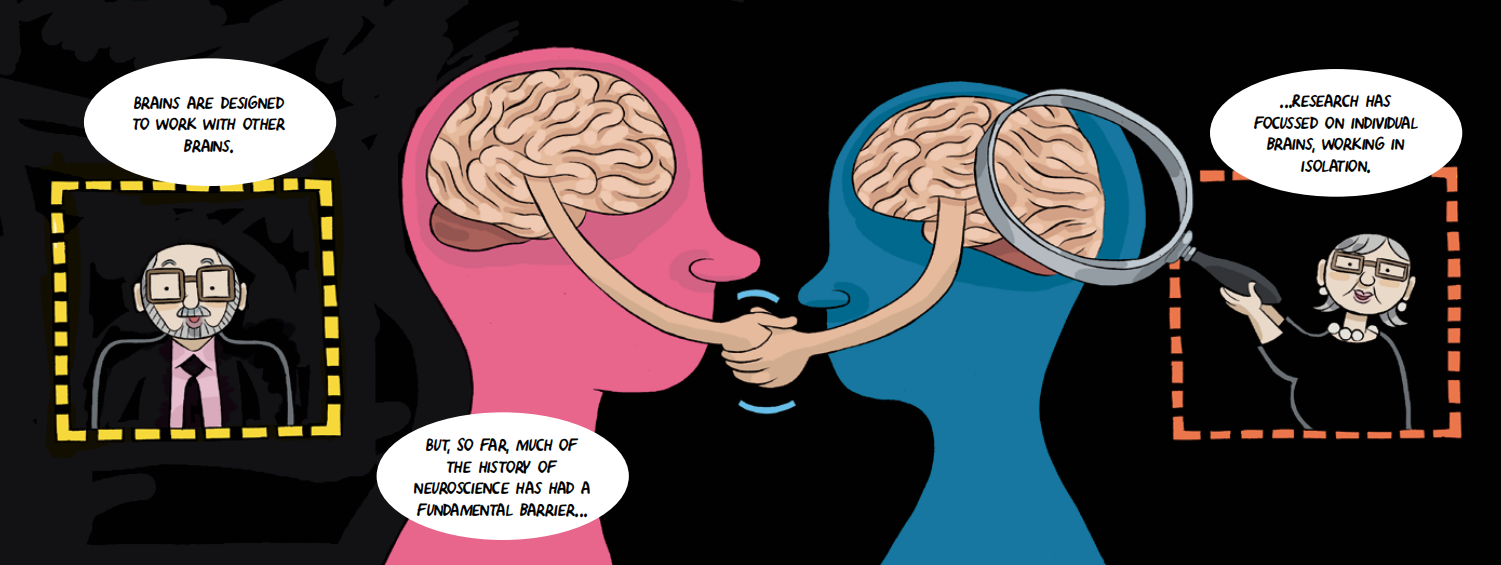 BRAINS ARE DESIGNED
TO WORK WITH OTHER
BRAINS.
BUT, SO FAR, MUCH OF
THE HISTORY OF
NEUROSCIENCE HAS HAD A
FUNDAMENTAL BARRIER...
...RESEARCH HAS
FOCUSSED ON INDIVIDUAL
BRAINS, WORKING IN
ISOLATION.